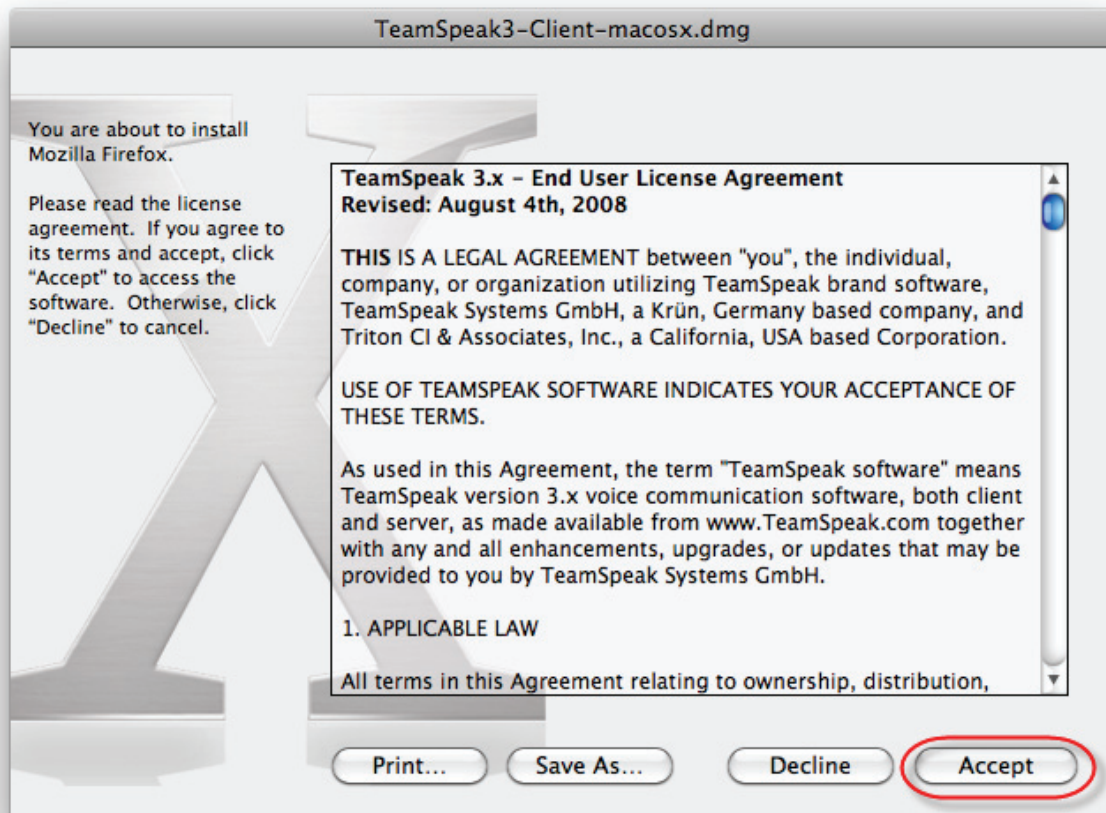 TeamSpeak3-Client-macosx.dmg
You are about to install
Mozilla Firefox.
Please read the license
agreement.  If you agree to
its terms and accept, click
“Accept” to access the
software.  Otherwise, click
“Decline” to cancel.
TeamSpeak 3.x - End User License Agreement
Revised: August 4th, 2008
THIS IS A LEGAL AGREEMENT between "you", the individual,
company, or organization utilizing TeamSpeak brand software,
TeamSpeak Systems GmbH, a Krün, Germany based company, and
Triton CI & Associates, Inc., a California, USA based Corporation.
USE OF TEAMSPEAK SOFTWARE INDICATES YOUR ACCEPTANCE OF
THESE TERMS.
As used in this Agreement, the term "TeamSpeak software" means
TeamSpeak version 3.x voice communication software, both client
and server, as made available from www.TeamSpeak.com together
with any and all enhancements, upgrades, or updates that may be
provided to you by TeamSpeak Systems GmbH.
1. APPLICABLE LAW
All terms in this Agreement relating to ownership, distribution,
Print...
Save As...
Decline
Accept